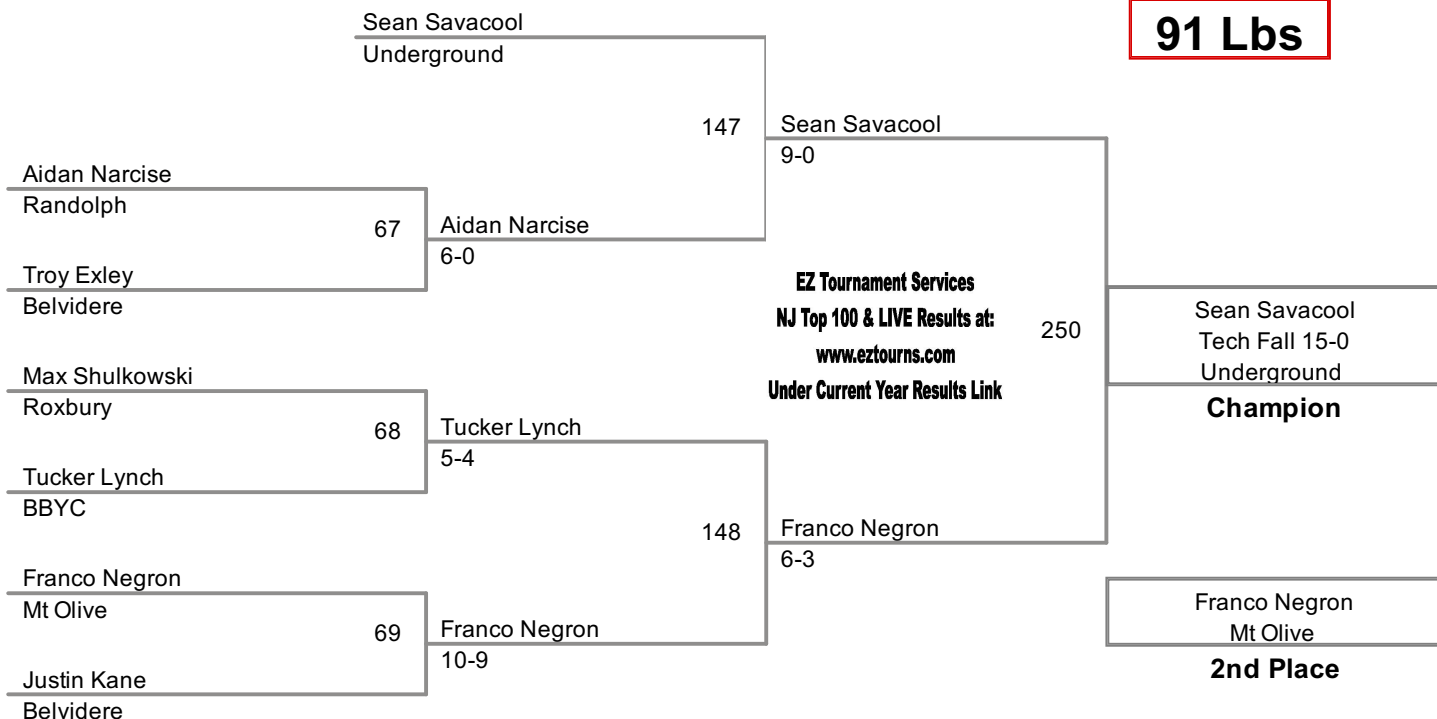 Sean Savacool
Underground
91 Lbs
147
Sean Savacool
9-0
Aidan Narcise
Randolph
67
Aidan Narcise
6-0
Troy Exley
Belvidere
EZ Tournament Services
NJ Top 100 & LIVE Results at:
www.eztourns.com
Under Current Year Results Link
250
Sean Savacool
Tech Fall 15-0
Underground
Champion
Max Shulkowski
Roxbury
68
Tucker Lynch
5-4
Tucker Lynch
BBYC
148
Franco Negron
6-3
Franco Negron
Mt Olive
69
Franco Negron
10-9
Justin Kane
Belvidere
Franco Negron
Mt Olive
2nd Place